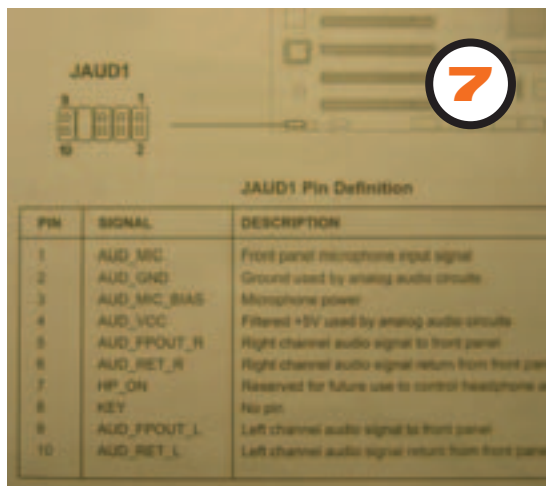 JAUD1
7
9 1
10 2
JAUD1 Pin Definition
PIN SIGNAL DESCRIPTION
1 AUD_MIC Front panel microphone input signal
2 AUD_GND Ground used by analog audio circuits
3 AUD_MIC_BIAS Microphone power
4 AUD_VCC Filtered +5V used by analog audio circuits
5 AUD_FPOUT_R Right channel audio signal to front panel
6 AUD_RET_R Right channel audio signal return from front
7 HP_ON Reserved for future use to control headphone
8 KEY No pin
9 AUD_FPOUT_L Left channel audio signal to front panel
10 AUD_RET_L Left channel audio signal return from front